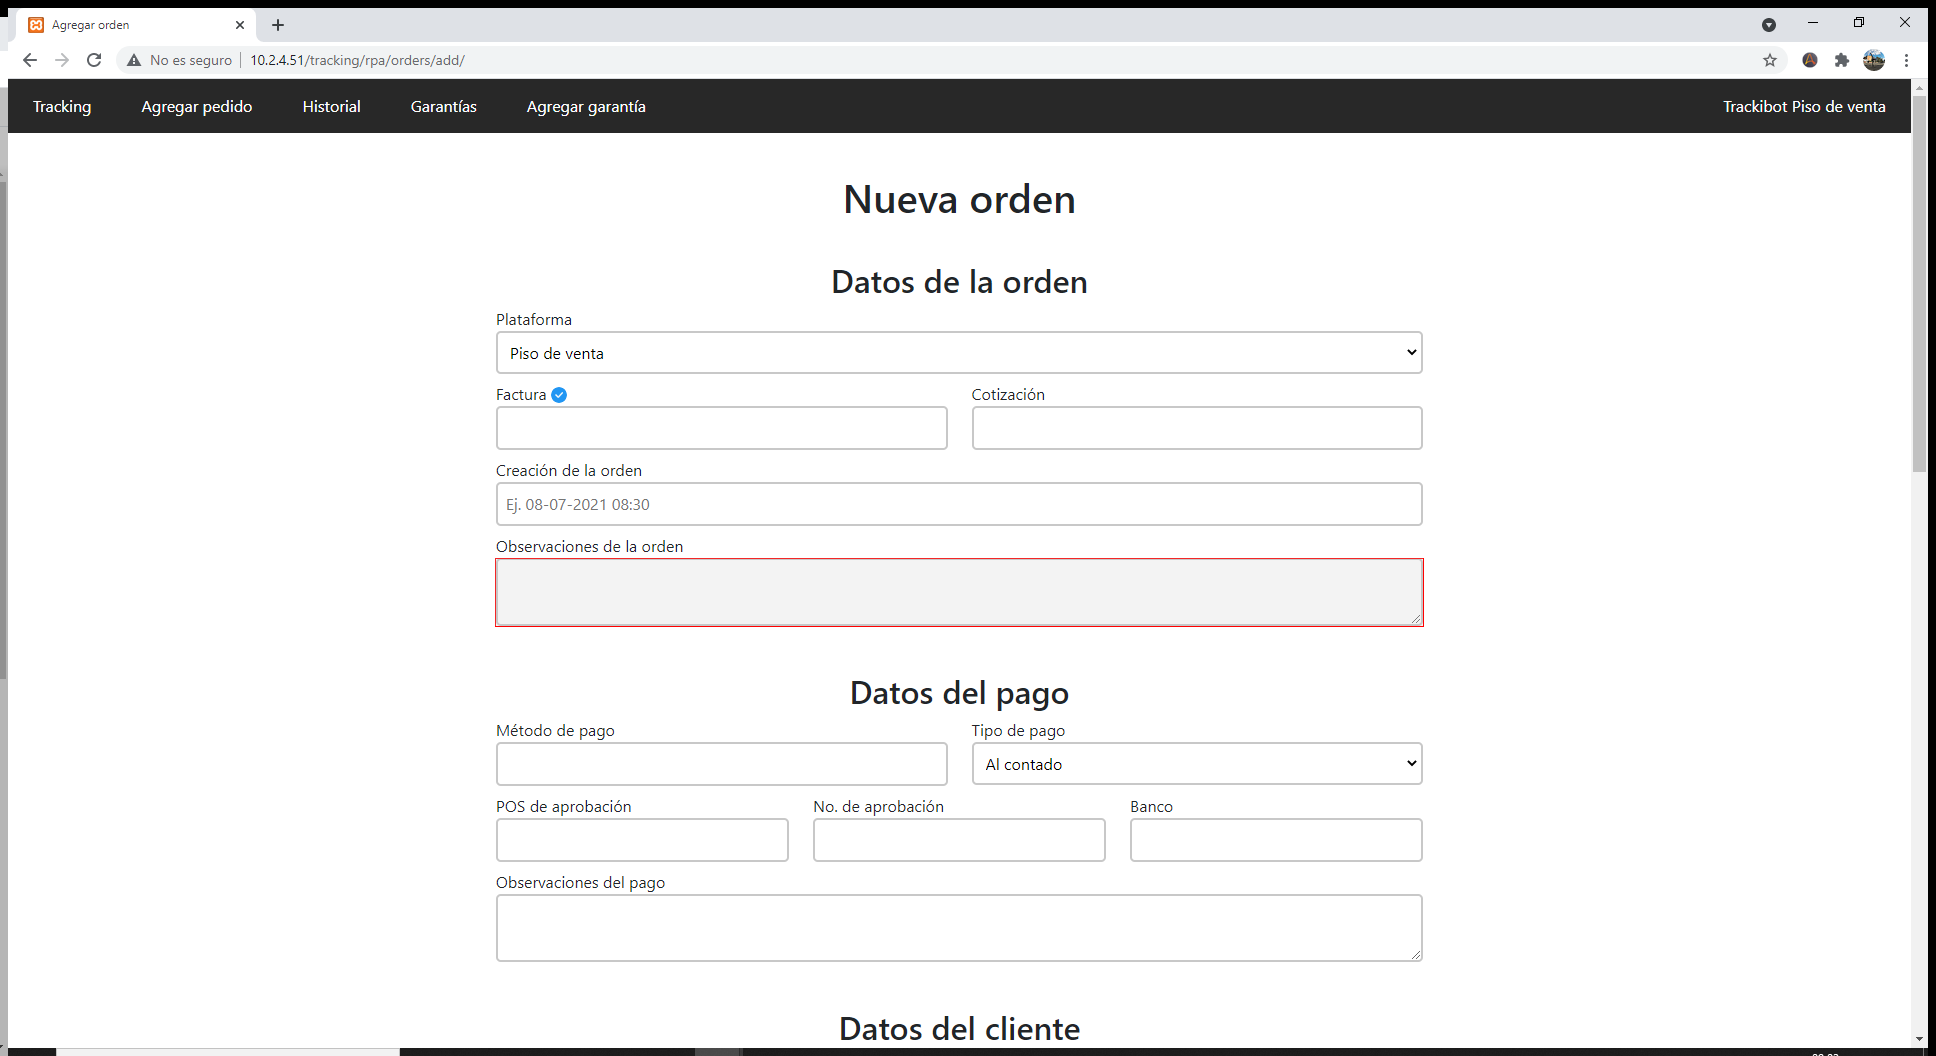 Agregar orden
No es seguro 10.2.4.51/tracking/rpa/orders/add/
Tracking Agregar pedido Historial Garantías Agregar garantía Trackibot Piso de venta
Nueva orden
Datos de la orden
Plataforma
Piso de venta
Factura Cotización
Creación de la orden
Ej. 08-07-2021 08:30
Observaciones de la orden
Datos del pago
Método de pago Tipo de pago
Al contado
POS de aprobación No. de aprobación Banco
Observaciones del pago
Datos del cliente